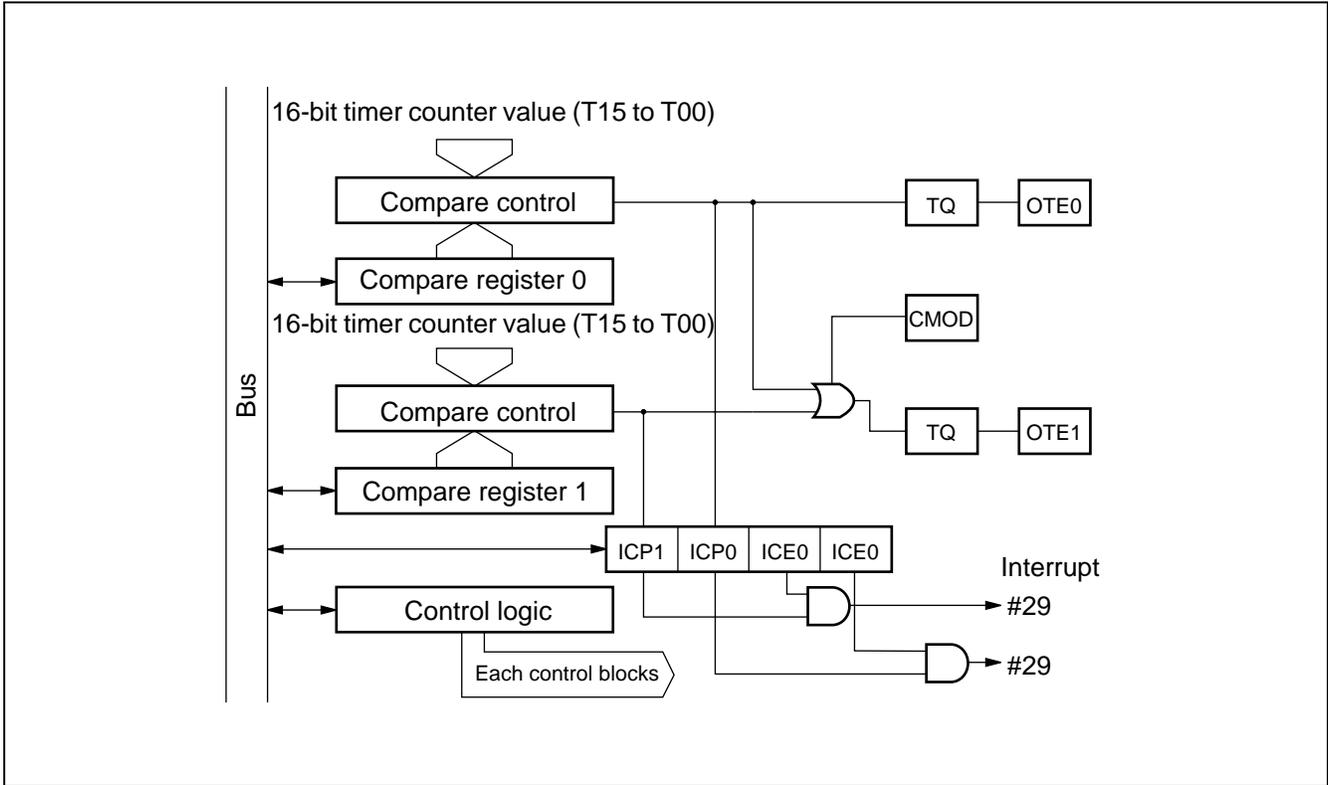 16-bit timer counter value (T15 to T00)
Compare control
TQ
OTE0
Compare register 0
CMOD
16-bit timer counter value (T15 to T00)
Bus
Compare control
TQ
OTE1
Compare register 1
ICP1
ICP0
ICE0
ICE0
Interrupt
#29
Control logic
#29
Each control blocks